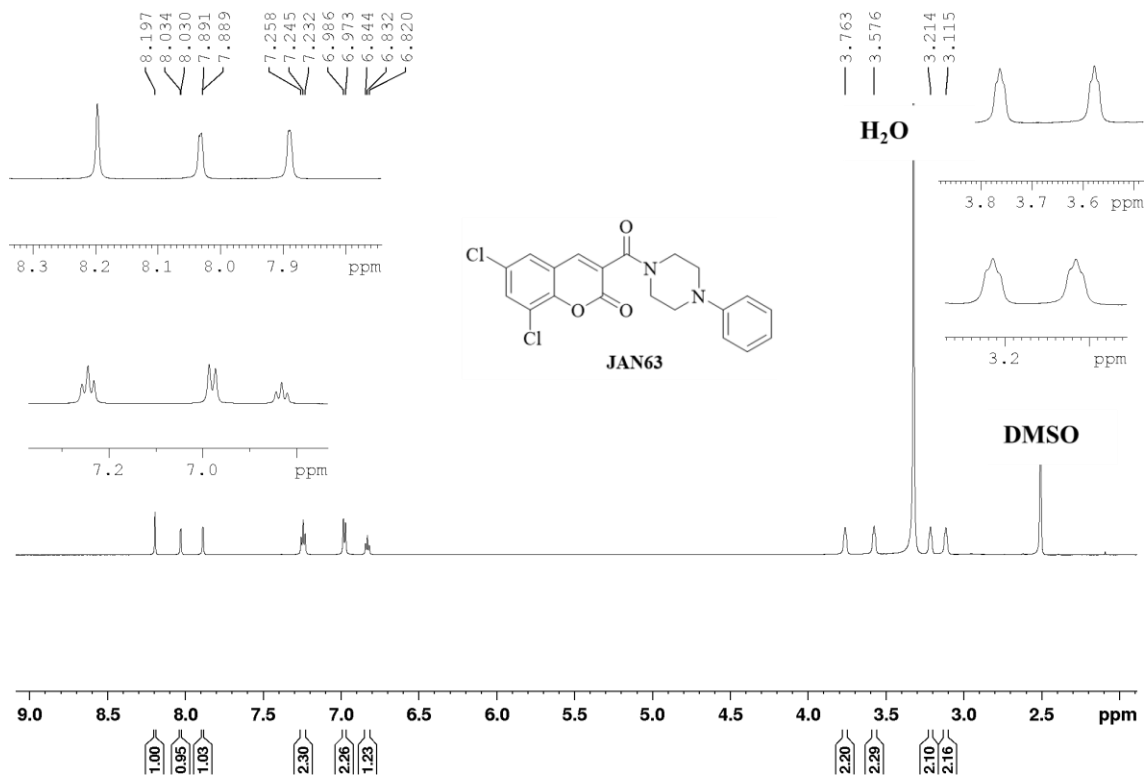 8.197
8.034
8.030
7.891
7.889
7.258
7.245
7.232
6.986
6.973
6.844
6.832
6.820
3.763
3.576
3.214
3.115
H₂O
8.3 8.2 8.1 8.0 7.9 ppm
3.8 3.7 3.6 ppm
O
Cl
N
N
O
O
Cl
JAN63
3.2 ppm
7.2 7.0 ppm
DMSO
9.0 8.5 8.0 7.5 7.0 6.5 6.0 5.5 5.0 4.5 4.0 3.5 3.0 2.5 ppm
1.00
0.95
1.03
2.30
2.26
1.23
2.20
2.29
2.10
2.16